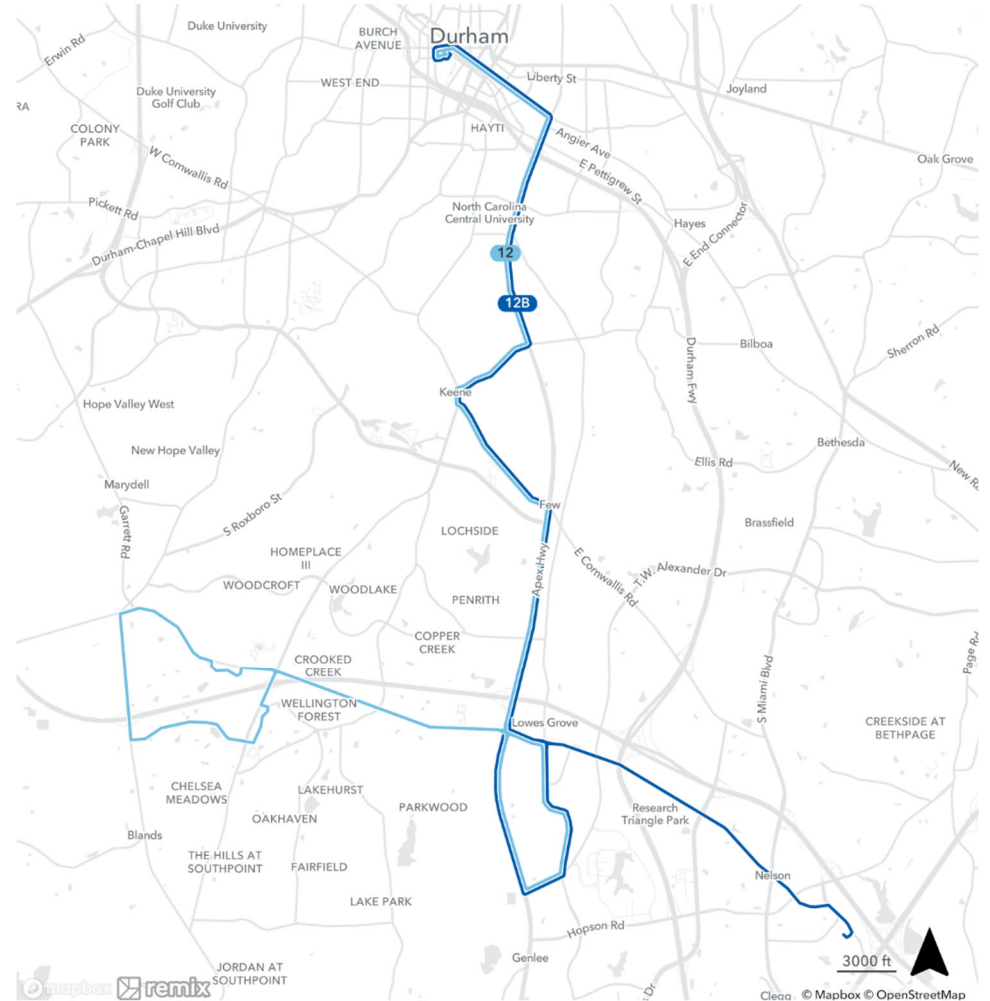 Duke University
BURCH
AVENUE
Durham
Erwin Rd
WEST END
Liberty St
Joyland
RA
Duke University
Golf Club
COLONY
PARK
HAYTI
Angier Ave
W Cornwallis Rd
E Pettigrew St
Oak Grove
Pickett Rd
North Carolina
Central University
Hayes
E End Connector
Durham-Chapel Hill Blvd
12
12B
Durham Fwy
Bilboa
Sherron Rd
Keene
Hope Valley West
New Hope Valley
Bethesda
Ellis Rd
Marydell
Garrett Rd
S Roxboro St
Few
Brassfield
LOCHSIDE
HOMEPLACE
III
Apex Hwy
E Cornwallis Rd
T.W. Alexander Dr
WOODCROFT
WOODLAKE
PENRITH
COPPER
CREEK
CROOKED
CREEK
S Miami Blvd
Page Rd
WELLINGTON
FOREST
Lowes Grove
CREEKSIDE AT
BETHPAGE
CHELSEA
MEADOWS
LAKEHURST
OAKHAVEN
PARKWOOD
Research
Triangle Park
Blands
THE HILLS AT
SOUTHPOINT
FAIRFIELD
Nelson
LAKE PARK
Hopson Rd
Genlee
JORDAN AT
SOUTHPOINT
3000 ft
mapbox
remix
© Mapbox © OpenStreetMap